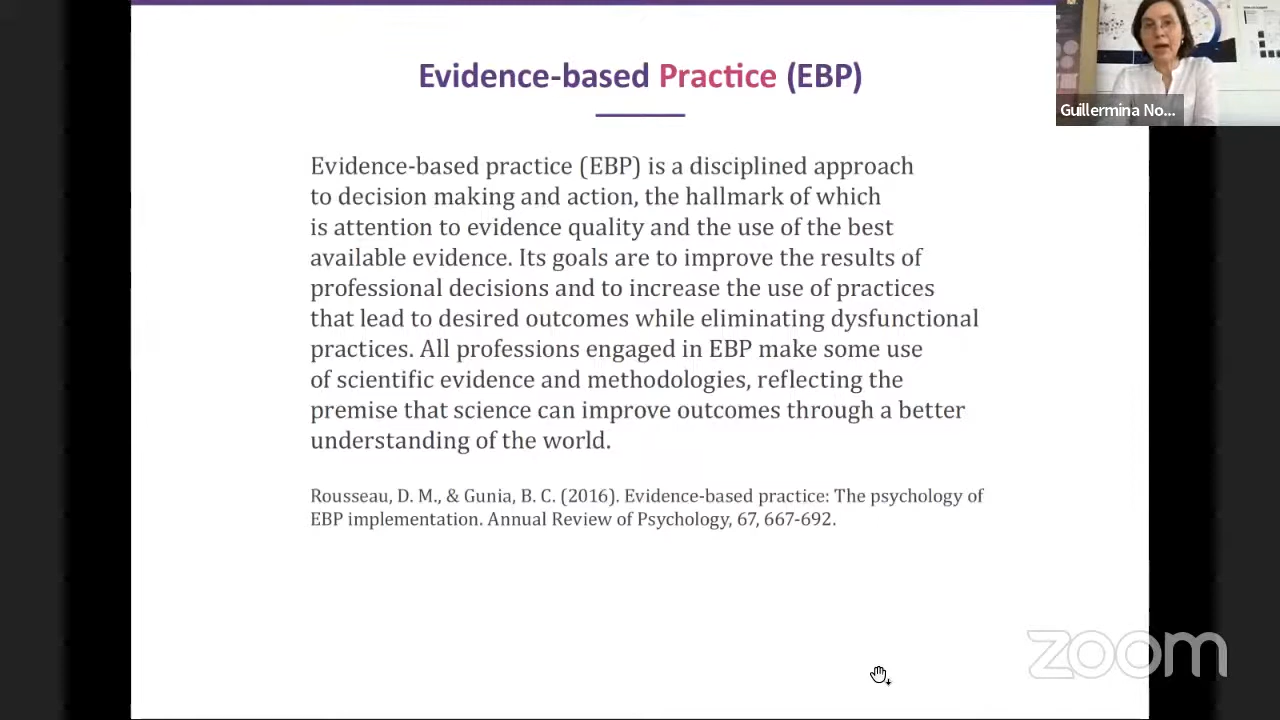 Evidence-based Practice (EBP)
Guillermina No...
Evidence-based practice (EBP) is a disciplined approach
to decision making and action, the hallmark of which
is attention to evidence quality and the use of the best
available evidence. Its goals are to improve the results of
professional decisions and to increase the use of practices
that lead to desired outcomes while eliminating dysfunctional
practices. All professions engaged in EBP make some use
of scientific evidence and methodologies, reflecting the
premise that science can improve outcomes through a better
understanding of the world.
Rousseau, D. M., & Gunia, B. C. (2016). Evidence-based practice: The psychology of
EBP implementation. Annual Review of Psychology, 67, 667-692.
zoom